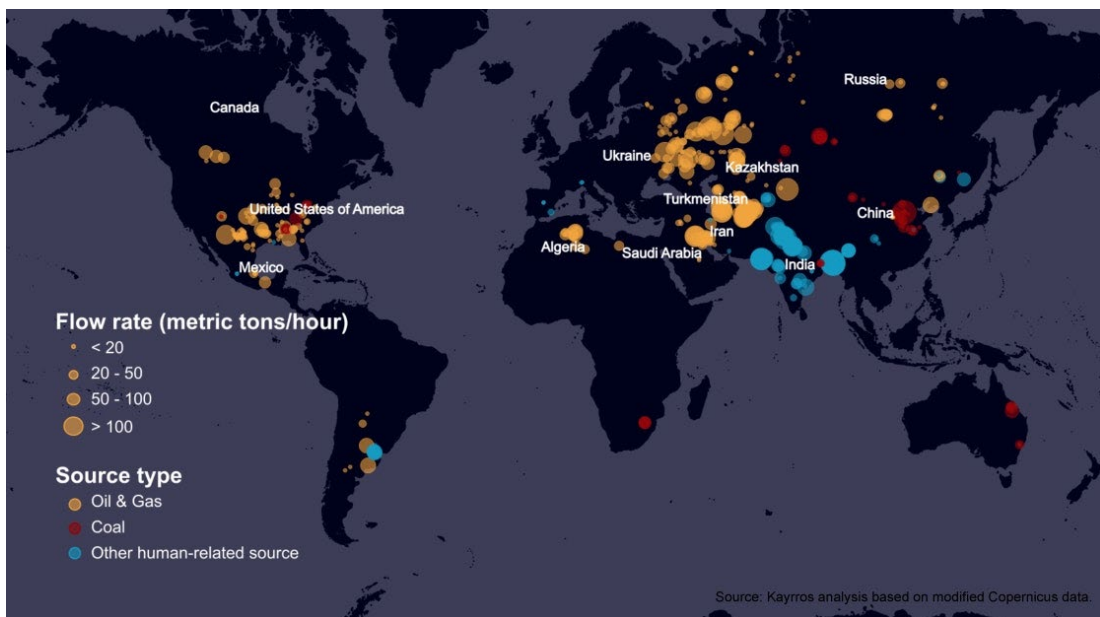 Canada
Russia
Ukraine
Kazakhstan
United States of America
Turkmenistan
China
Algeria
Saudi Arabia
Iran
Mexico
India
Flow rate (metric tons/hour)
< 20
20 - 50
50 - 100
> 100
Source type
Oil & Gas
Coal
Other human-related source
Source: Kayrros analysis based on modified Copernicus data.